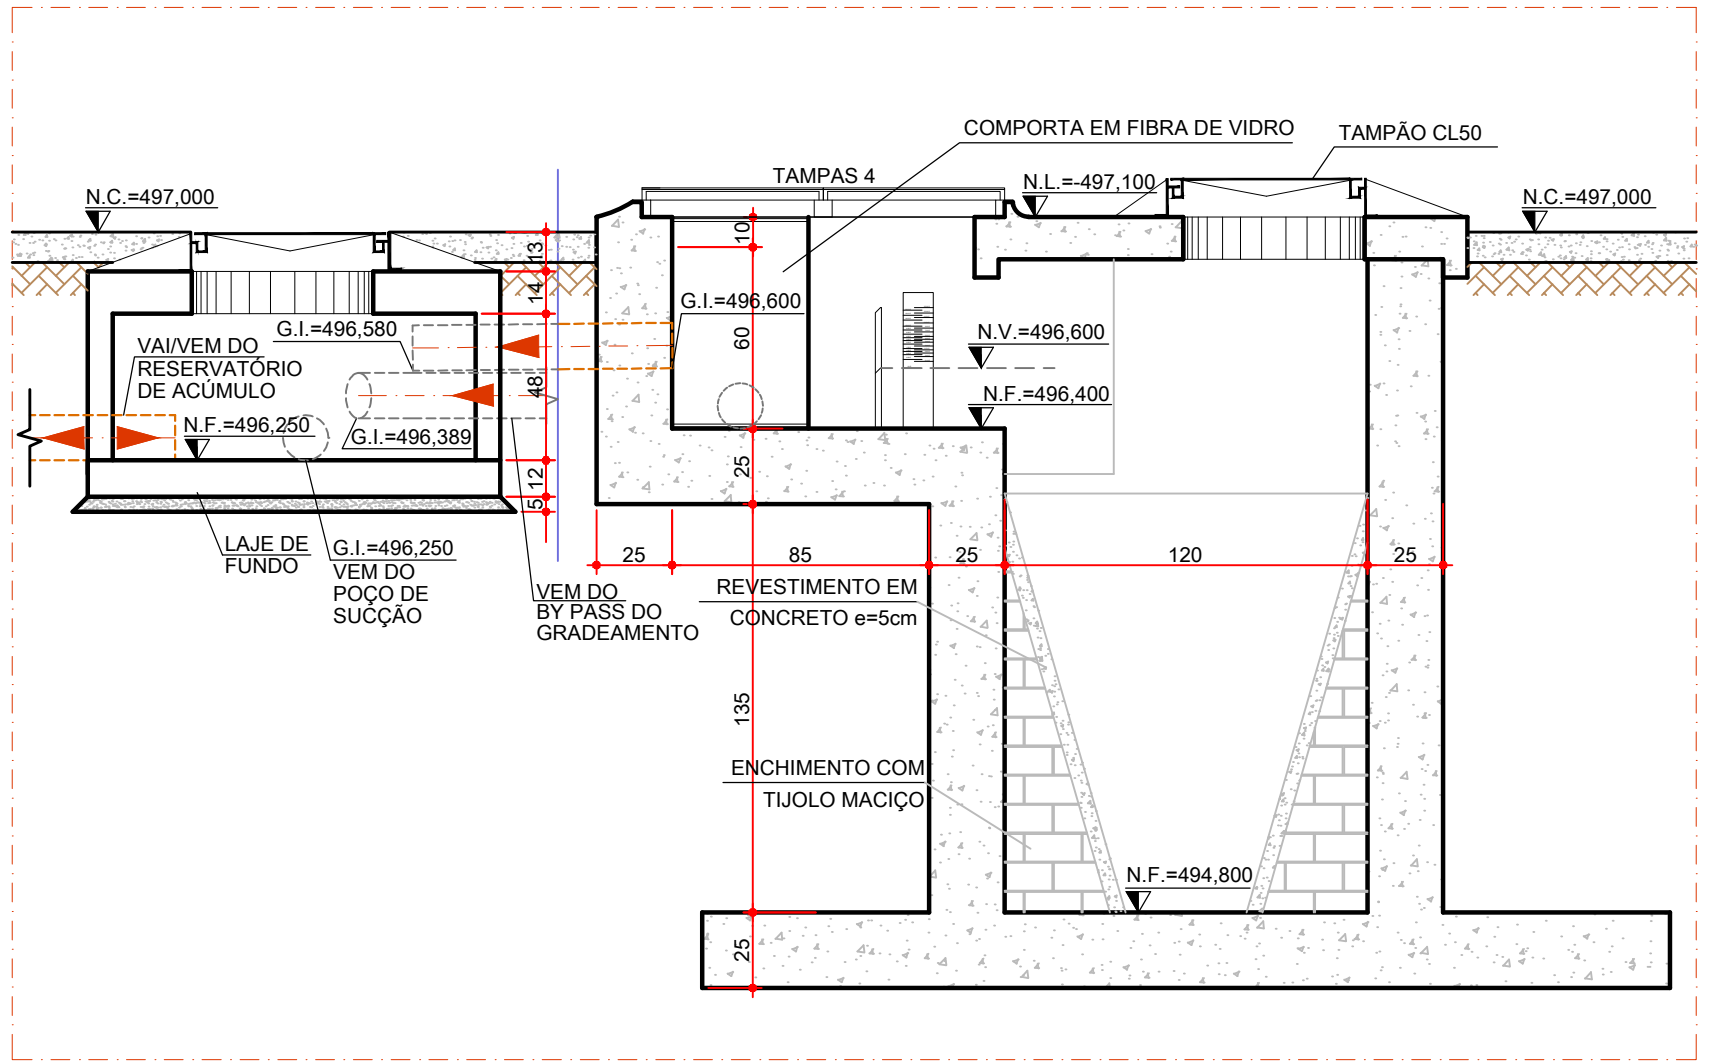 COMPORTA EM FIBRA DE VIDRO
TAMPÃO CL50
TAMPAS 4
N.C.=497,000
N.L.=-497,100
N.C.=497,000
10
13
14
G.I.=496,600
G.I.=496,580
60
N.V.=496,600
VAI/VEM DO
RESERVATÓRIO
DE ACÚMULO
48
N.F.=496,400
N.F.=496,250
G.I.=496,389
25
12
5
LAJE DE
FUNDO
G.I.=496,250
VEM DO
POÇO DE
SUCÇÃO
25
85
25
120
25
VEM DO
BY PASS DO
GRADEAMENTO
REVESTIMENTO EM
CONCRETO e=5cm
135
ENCHIMENTO COM
TIJOLO MACIÇO
N.F.=494,800
25